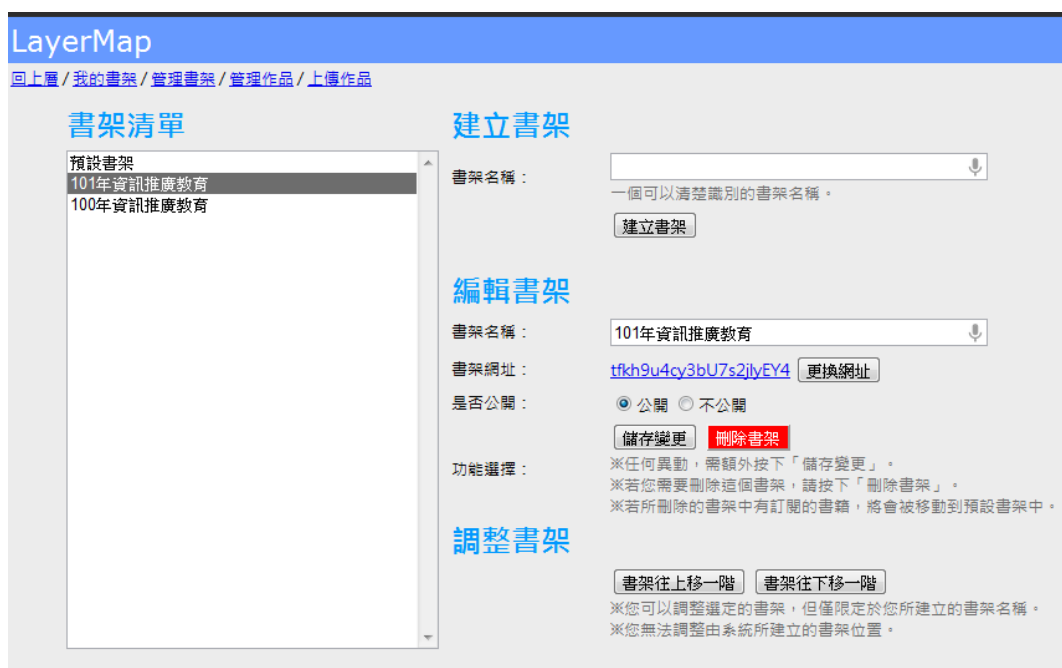 LayerMap
回上層 / 我的書架 / 管理書架 / 管理作品 / 上傳作品
書架清單
預設書架
101年資訊推廣教育
100年資訊推廣教育
建立書架
書架名稱：
一個可以清楚識別的書架名稱。
建立書架
編輯書架
書架名稱： 101年資訊推廣教育
書架網址： tfkh9u4cy3bU7s2jlyEY4 更換網址
是否公開： 公開 不公開
儲存變更 刪除書架
功能選擇：
※任何異動，需額外按下「儲存變更」。
※若您需要刪除這個書架，請按下「刪除書架」。
※若所刪除的書架中有訂閱的書籍，將會被移動到預設書架中。
調整書架
書架往上移一階 書架往下移一階
※您可以調整選定的書架，但僅限定於您所建立的書架名稱。
※您無法調整由系統所建立的書架位置。